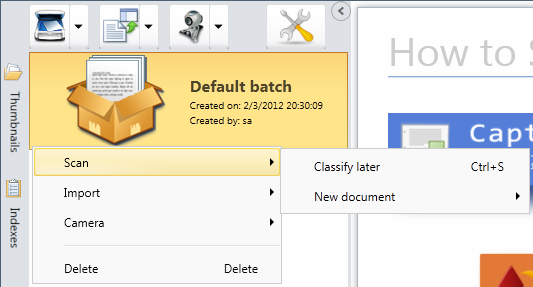 How to
Thumbnails
Indexes
Default batch
Created on: 2/3/2012 20:30:09
Created by: sa
Capt
Scan
Import
Camera
Delete Delete
Classify later Ctrl+S
New document